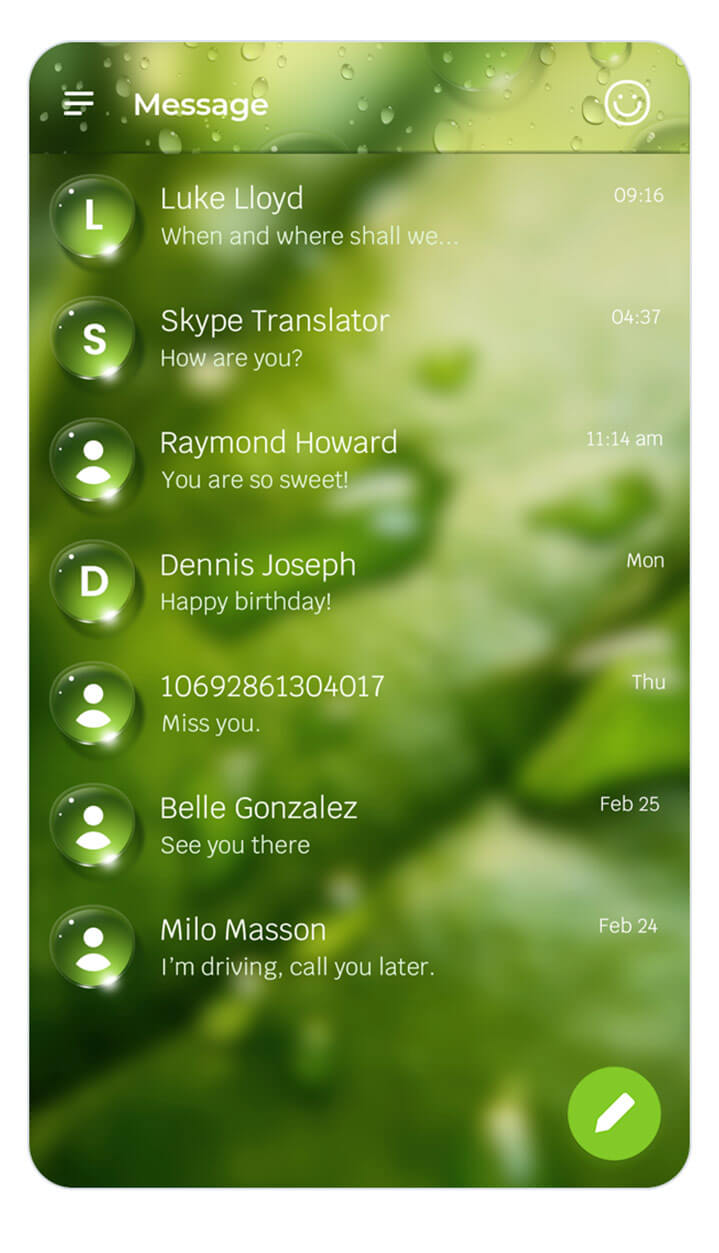 Message
L
Luke Lloyd
09:16
When and where shall we...
S
Skype Translator
04:37
How are you?
Raymond Howard
11:14 am
You are so sweet!
D
Dennis Joseph
Mon
Happy birthday!
10692861304017
Thu
Miss you.
Belle Gonzalez
Feb 25
See you there
Milo Masson
Feb 24
I'm driving, call you later.